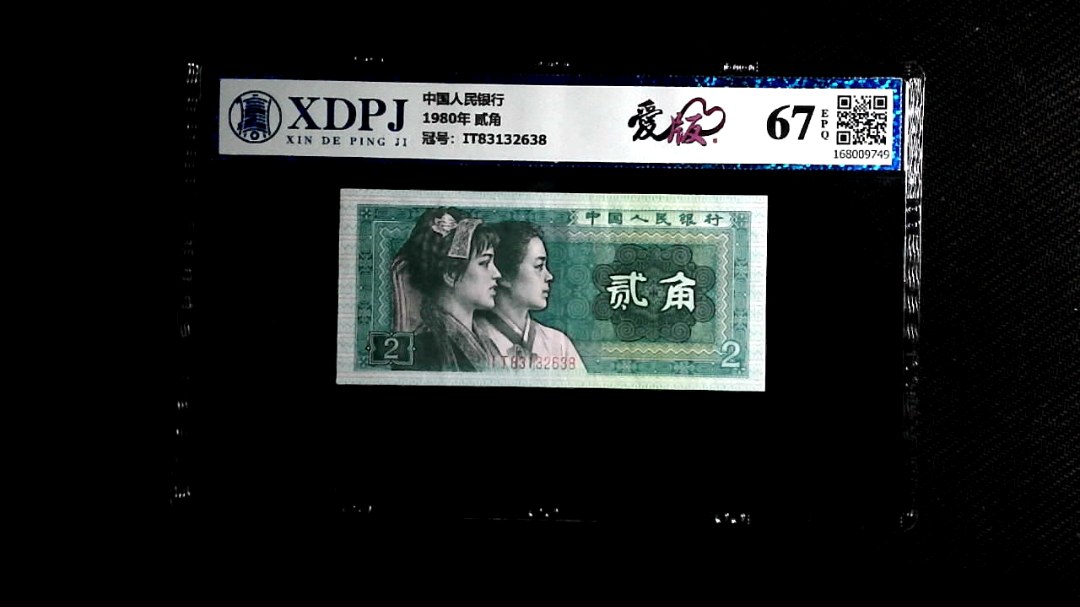 XDPJ
XIN DE PING JI
中国人民银行
1980年 贰角
冠号：IT83132638
爱版
67
EPQ
168009749
中国人民银行
贰角
2
2
IT83132638